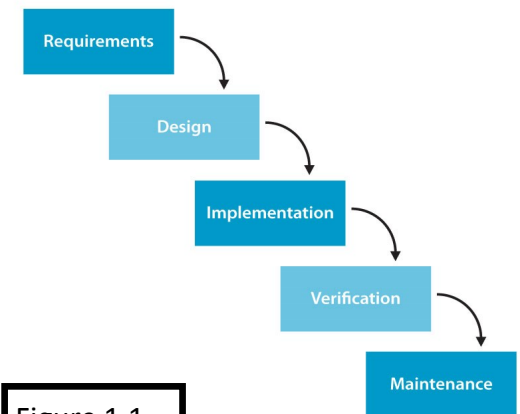 Requirements
Design
Implementation
Verification
Maintenance
Figure 1.1